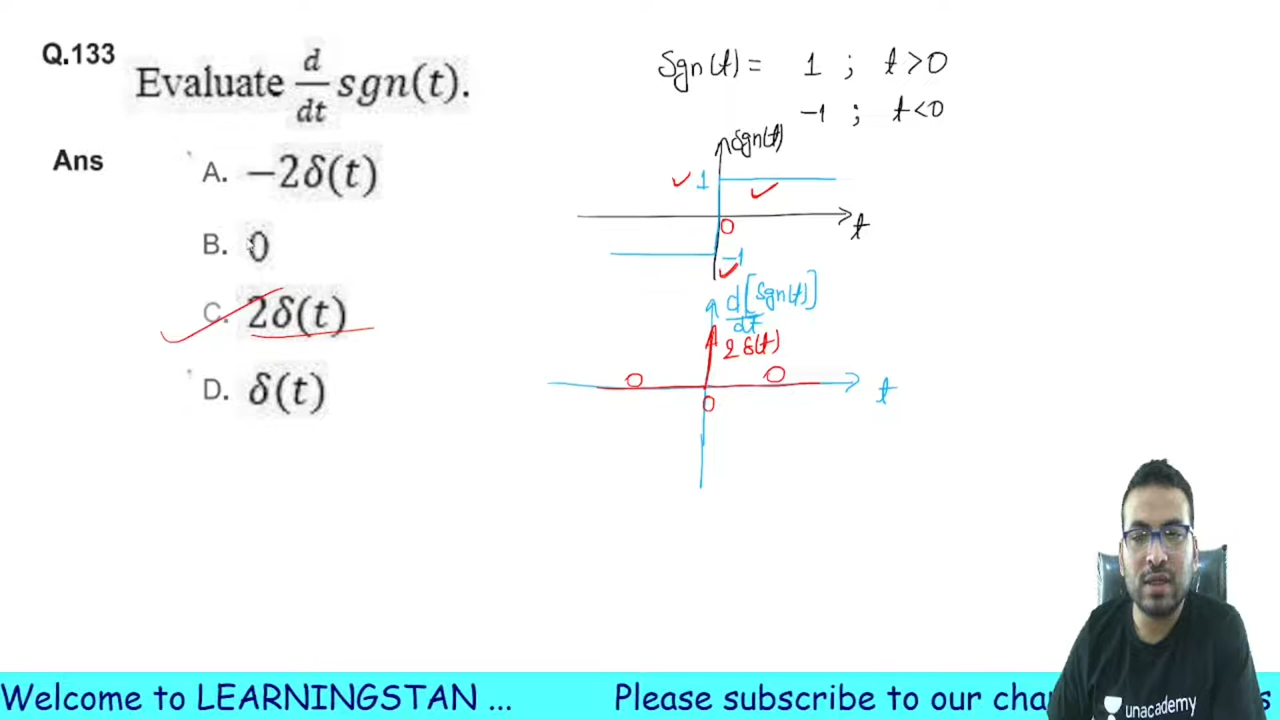 Q.133
Evaluate d/dt sgn(t).
Ans
A. −2δ(t)
B. 0
C. 2δ(t)
D. δ(t)
Sgn(t) = 1 ; t>0
−1 ; t<0
Sgn(t)
1
0
t
−1
d/dt [Sgn(t)]
2δ(t)
0 0
0
t
unacademy
Welcome to LEARNINGSTAN ... Please subscribe to our cha